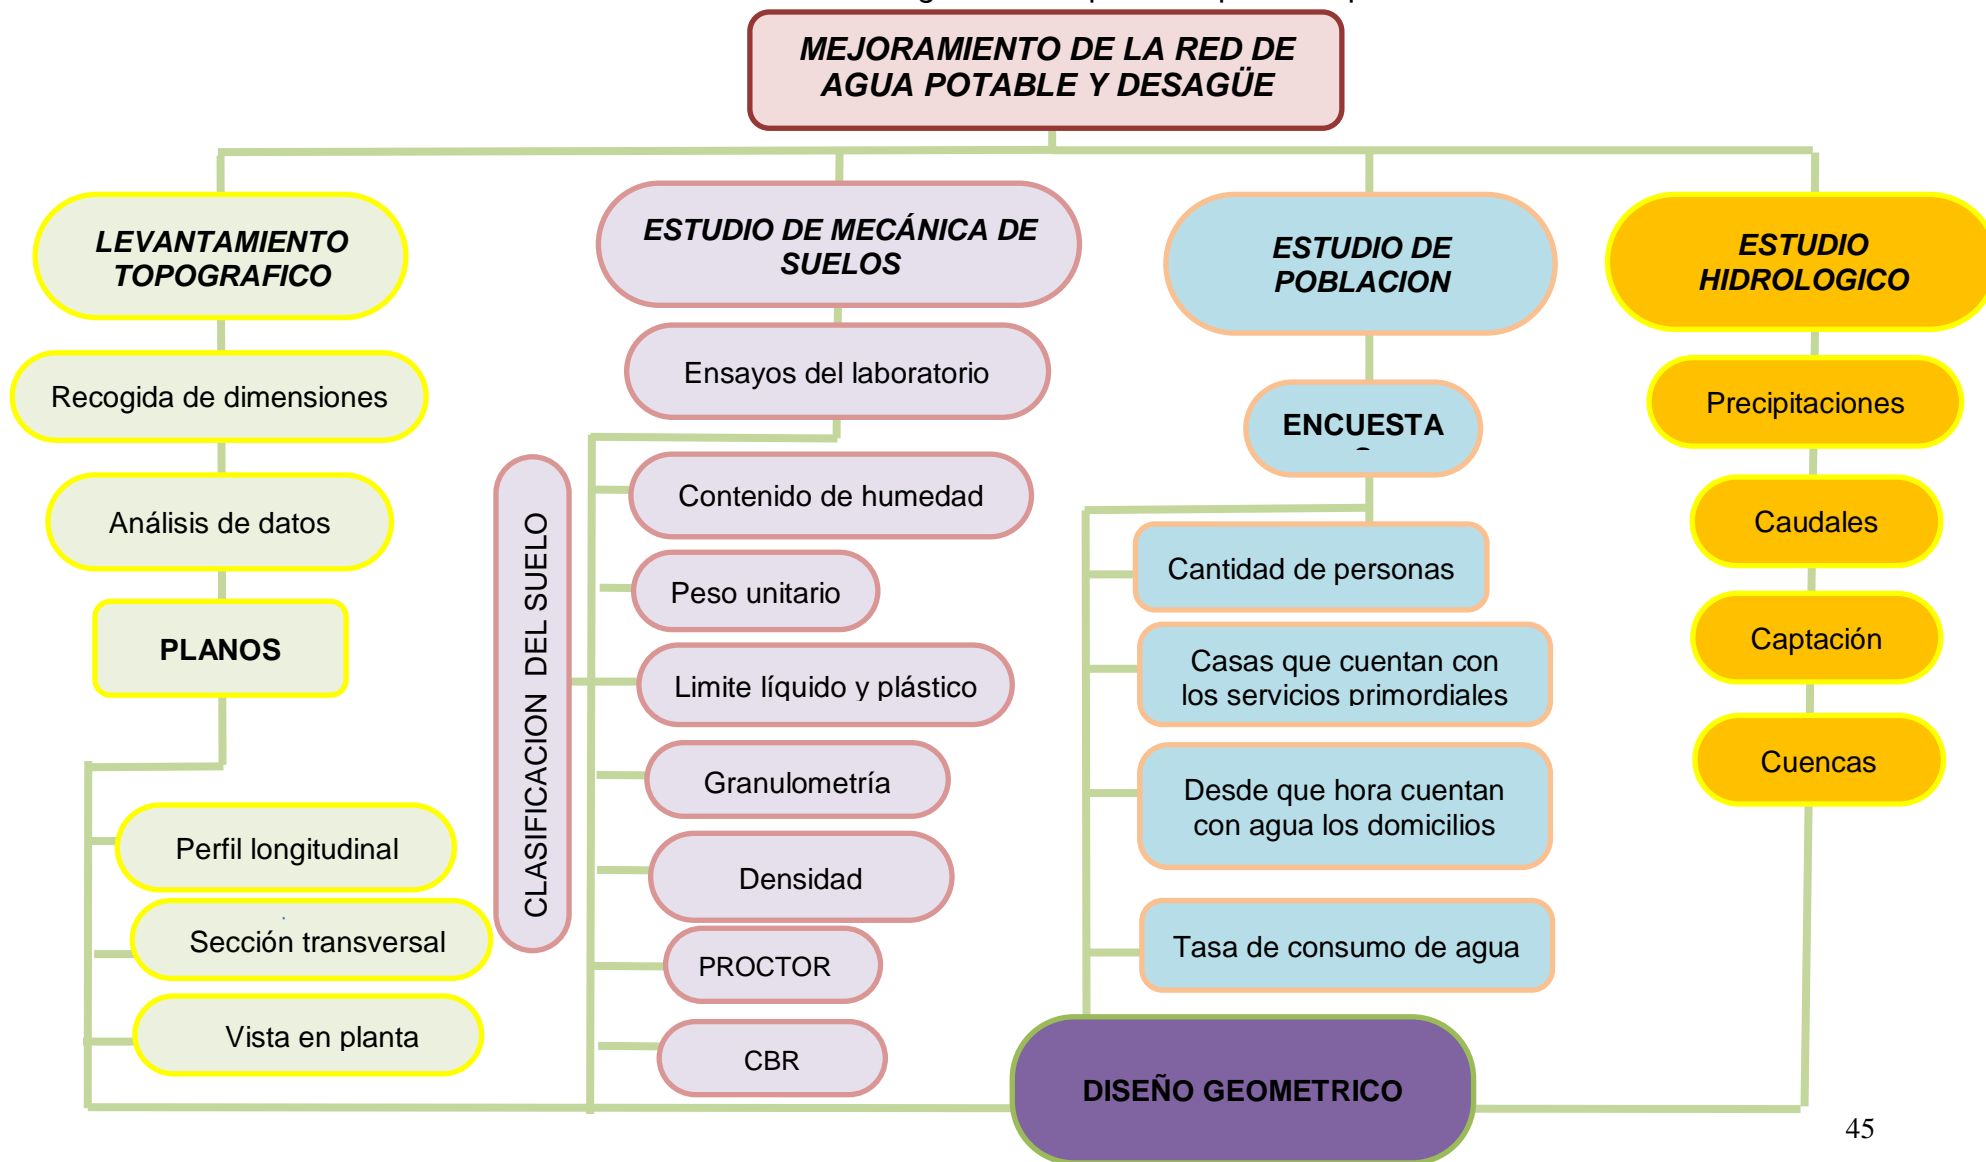 MEJORAMIENTO DE LA RED DE
AGUA POTABLE Y DESAGÜE
LEVANTAMIENTO
TOPOGRAFICO
Recogida de dimensiones
Análisis de datos
PLANOS
Perfil longitudinal
Sección transversal
Vista en planta
ESTUDIO DE MECÁNICA DE
SUELOS
Ensayos del laboratorio
CLASIFICACION DEL SUELO
Contenido de humedad
Peso unitario
Limite líquido y plástico
Granulometría
Densidad
PROCTOR
CBR
ESTUDIO DE
POBLACION
ENCUESTA
Cantidad de personas
Casas que cuentan con
los servicios primordiales
Desde que hora cuentan
con agua los domicilios
Tasa de consumo de agua
ESTUDIO
HIDROLOGICO
Precipitaciones
Caudales
Captación
Cuencas
DISEÑO GEOMETRICO
45